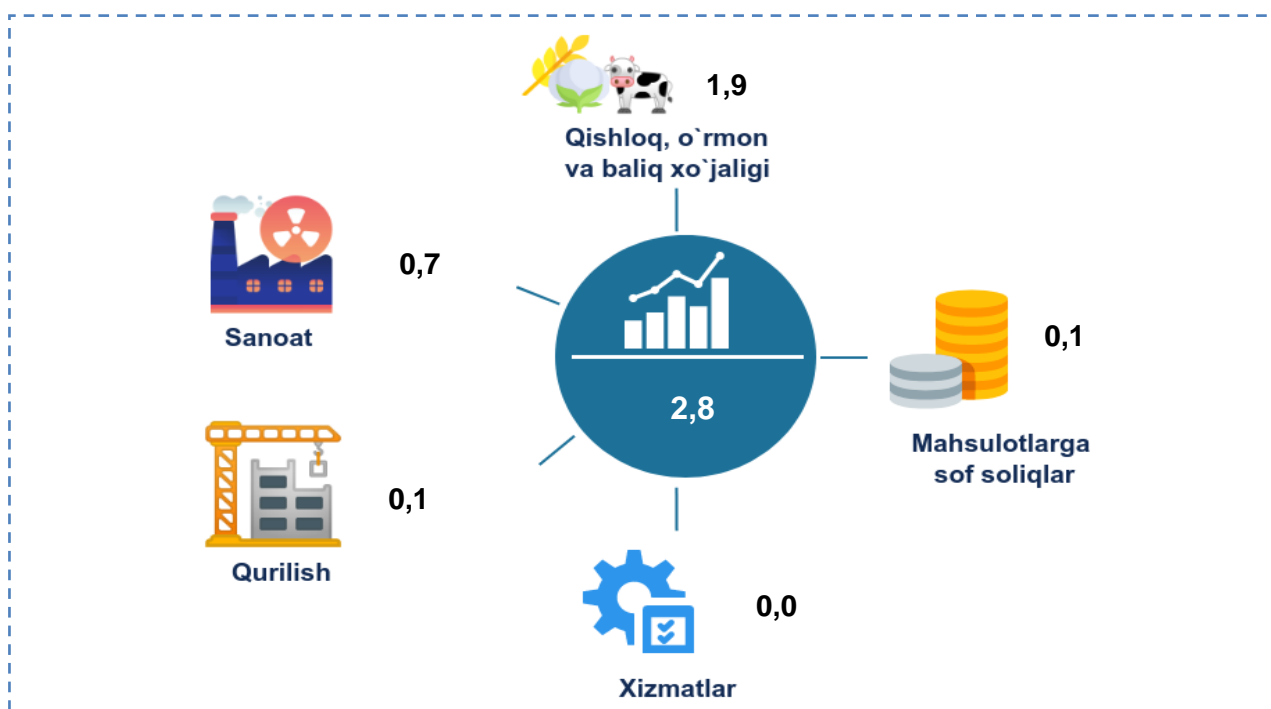 1,9
Qishloq, o`rmon
va baliq xo`jaligi
0,7
Sanoat
0,1
Mahsulotlarga
sof soliqlar
2,8
0,1
Qurilish
0,0
Xizmatlar